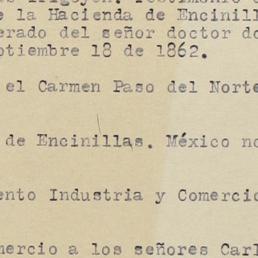 e la Hacienda de Encinill
erado del señor doctor do
ptiembre 18 de 1862.
el Carmen Paso del Norte
de Encinillas. México no
ento Industria y Comercio
mercio a los señores Carl